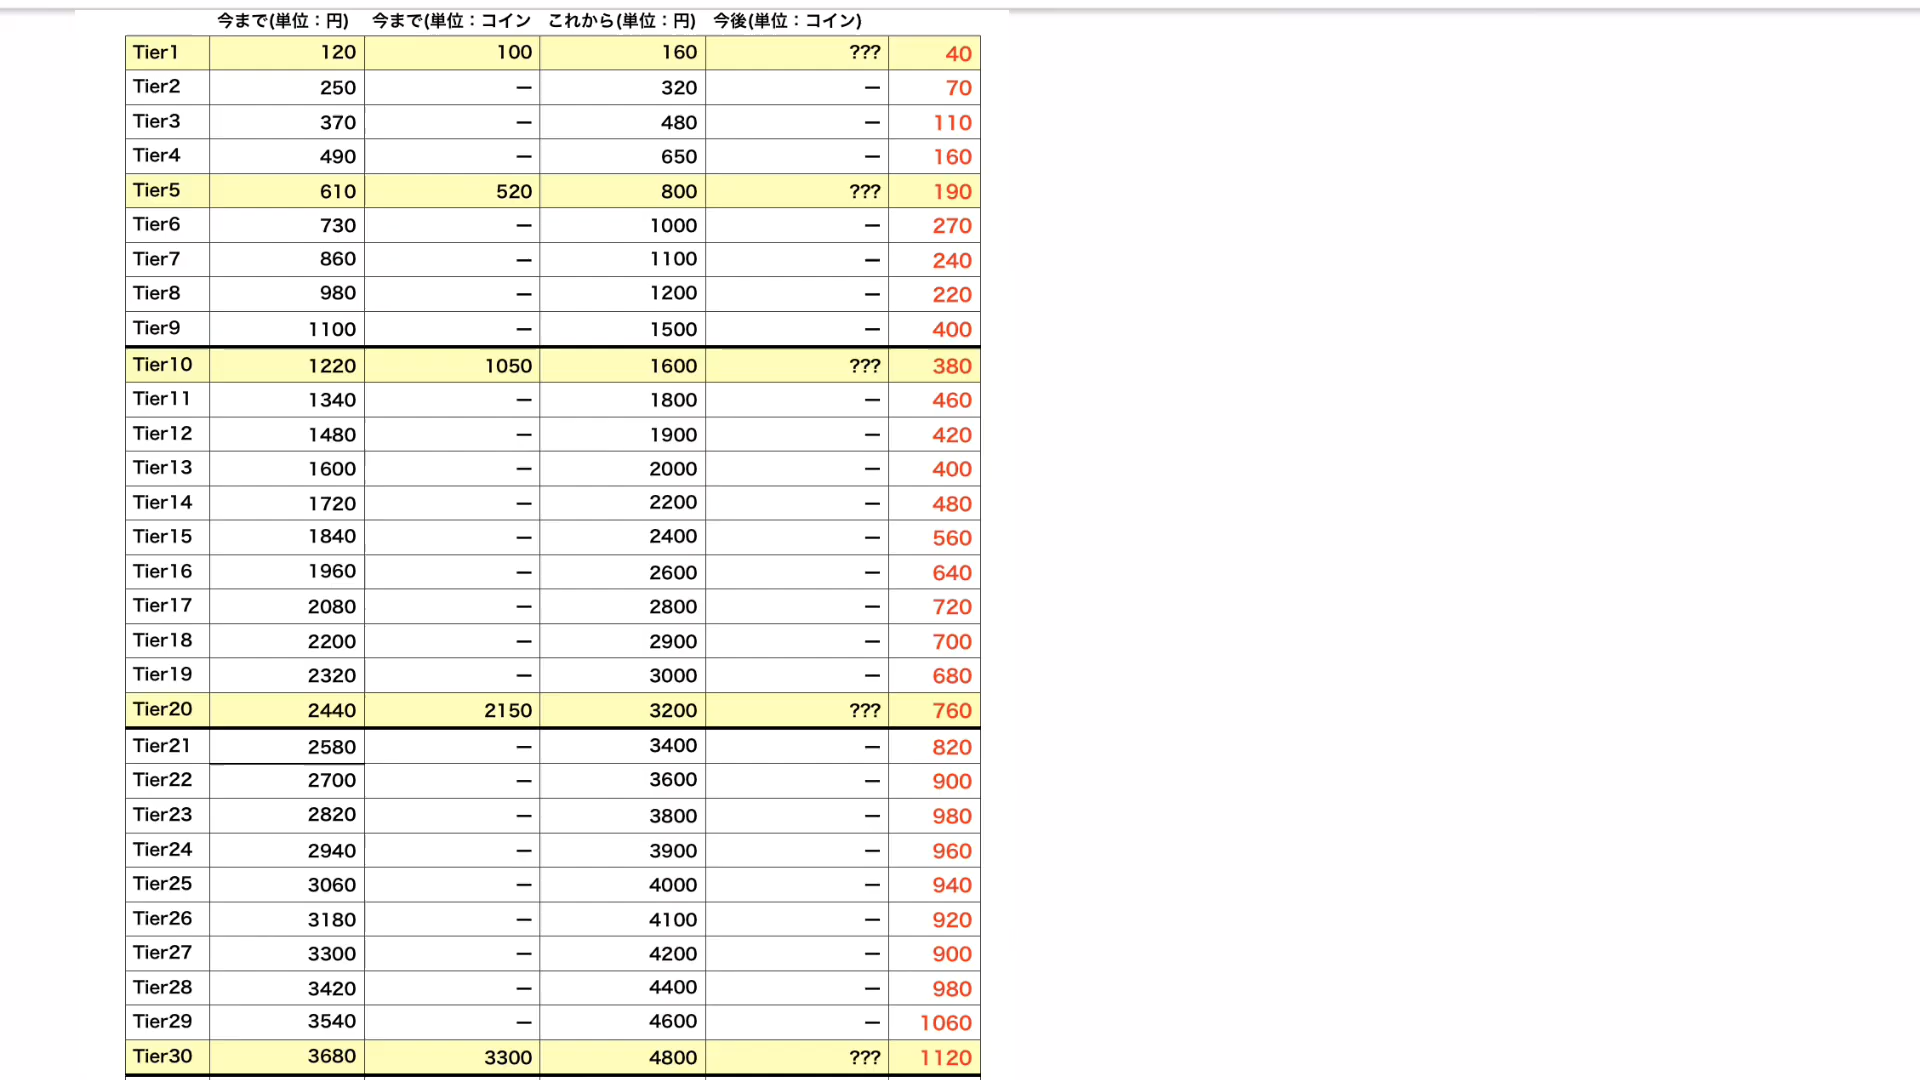 今まで(単位：円) 今まで(単位：コイン これから(単位：円) 今後(単位：コイン)
Tier1 120 100 160 ??? 40
Tier2 250 — 320 — 70
Tier3 370 — 480 — 110
Tier4 490 — 650 — 160
Tier5 610 520 800 ??? 190
Tier6 730 — 1000 — 270
Tier7 860 — 1100 — 240
Tier8 980 — 1200 — 220
Tier9 1100 — 1500 — 400
Tier10 1220 1050 1600 ??? 380
Tier11 1340 — 1800 — 460
Tier12 1480 — 1900 — 420
Tier13 1600 — 2000 — 400
Tier14 1720 — 2200 — 480
Tier15 1840 — 2400 — 560
Tier16 1960 — 2600 — 640
Tier17 2080 — 2800 — 720
Tier18 2200 — 2900 — 700
Tier19 2320 — 3000 — 680
Tier20 2440 2150 3200 ??? 760
Tier21 2580 — 3400 — 820
Tier22 2700 — 3600 — 900
Tier23 2820 — 3800 — 980
Tier24 2940 — 3900 — 960
Tier25 3060 — 4000 — 940
Tier26 3180 — 4100 — 920
Tier27 3300 — 4200 — 900
Tier28 3420 — 4400 — 980
Tier29 3540 — 4600 — 1060
Tier30 3680 3300 4800 ??? 1120